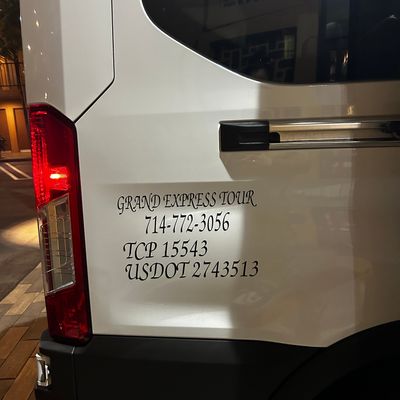 GRAND EXPRESS TOUR
714-772-3056
TCP 15543
USDOT 2743513